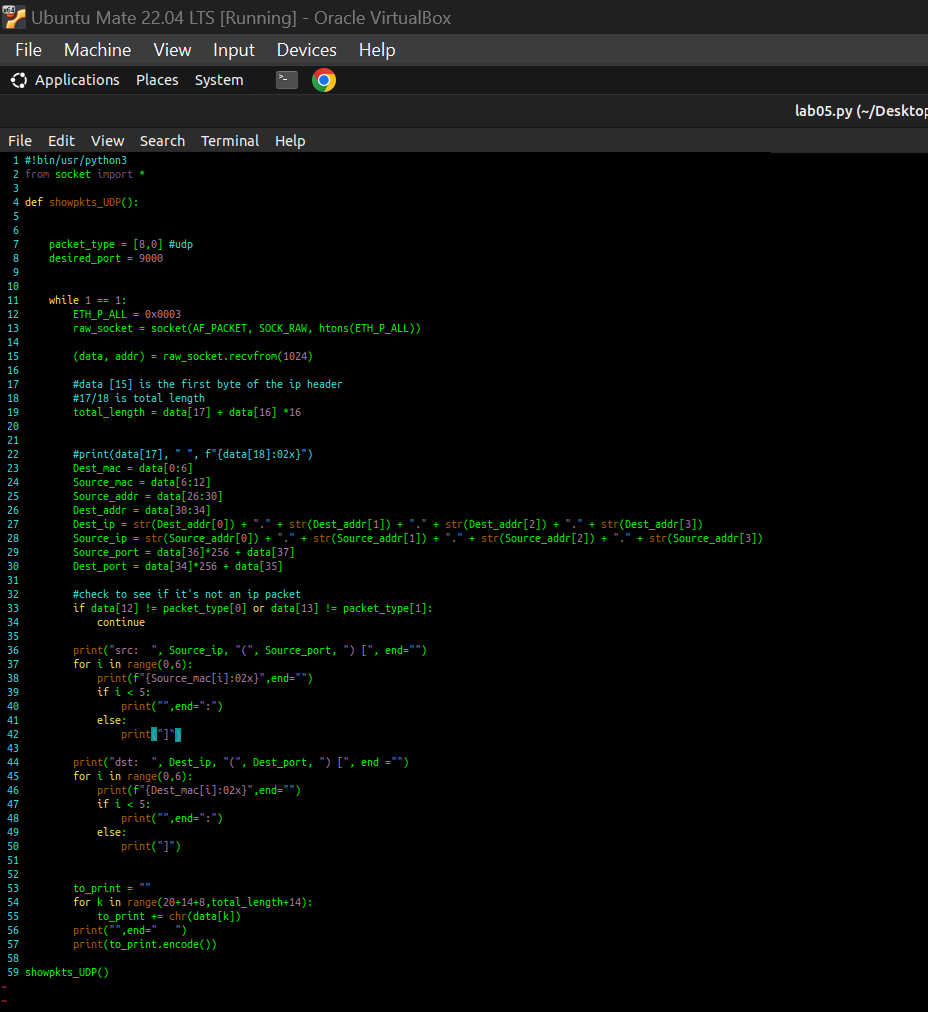 x64 Ubuntu Mate 22.04 LTS [Running] - Oracle VirtualBox
File Machine View Input Devices Help
Applications Places System
lab05.py (~/Desktop
File Edit View Search Terminal Help
1 #!bin/usr/python3
2 from socket import *
3
4 def showpkts_UDP():
5
6
7     packet_type = [8,0] #udp
8     desired_port = 9000
9
10
11     while 1 == 1:
12         ETH_P_ALL = 0x0003
13         raw_socket = socket(AF_PACKET, SOCK_RAW, htons(ETH_P_ALL))
14
15         (data, addr) = raw_socket.recvfrom(1024)
16
17         #data [15] is the first byte of the ip header
18         #17/18 is total length
19         total_length = data[17] + data[16] *16
20
21
22         #print(data[17], " ", f"{data[18]:02x}")
23         Dest_mac = data[0:6]
24         Source_mac = data[6:12]
25         Source_addr = data[26:30]
26         Dest_addr = data[30:34]
27         Dest_ip = str(Dest_addr[0]) + "." + str(Dest_addr[1]) + "." + str(Dest_addr[2]) + "." + str(Dest_addr[3])
28         Source_ip = str(Source_addr[0]) + "." + str(Source_addr[1]) + "." + str(Source_addr[2]) + "." + str(Source_addr[3])
29         Source_port = data[36]*256 + data[37]
30         Dest_port = data[34]*256 + data[35]
31
32         #check to see if it's not an ip packet
33         if data[12] != packet_type[0] or data[13] != packet_type[1]:
34             continue
35
36         print("src:  ", Source_ip, "(", Source_port, ") [", end="")
37         for i in range(0,6):
38             print(f"{Source_mac[i]:02x}",end="")
39             if i < 5:
40                 print("",end=":")
41             else:
42                 print("]")
43
44         print("dst:  ", Dest_ip, "(", Dest_port, ") [", end ="")
45         for i in range(0,6):
46             print(f"{Dest_mac[i]:02x}",end="")
47             if i < 5:
48                 print("",end=":")
49             else:
50                 print("]")
51
52
53         to_print = ""
54         for k in range(20+14+8,total_length+14):
55             to_print += chr(data[k])
56         print("",end="   ")
57         print(to_print.encode())
58
59 showpkts_UDP()
~
~